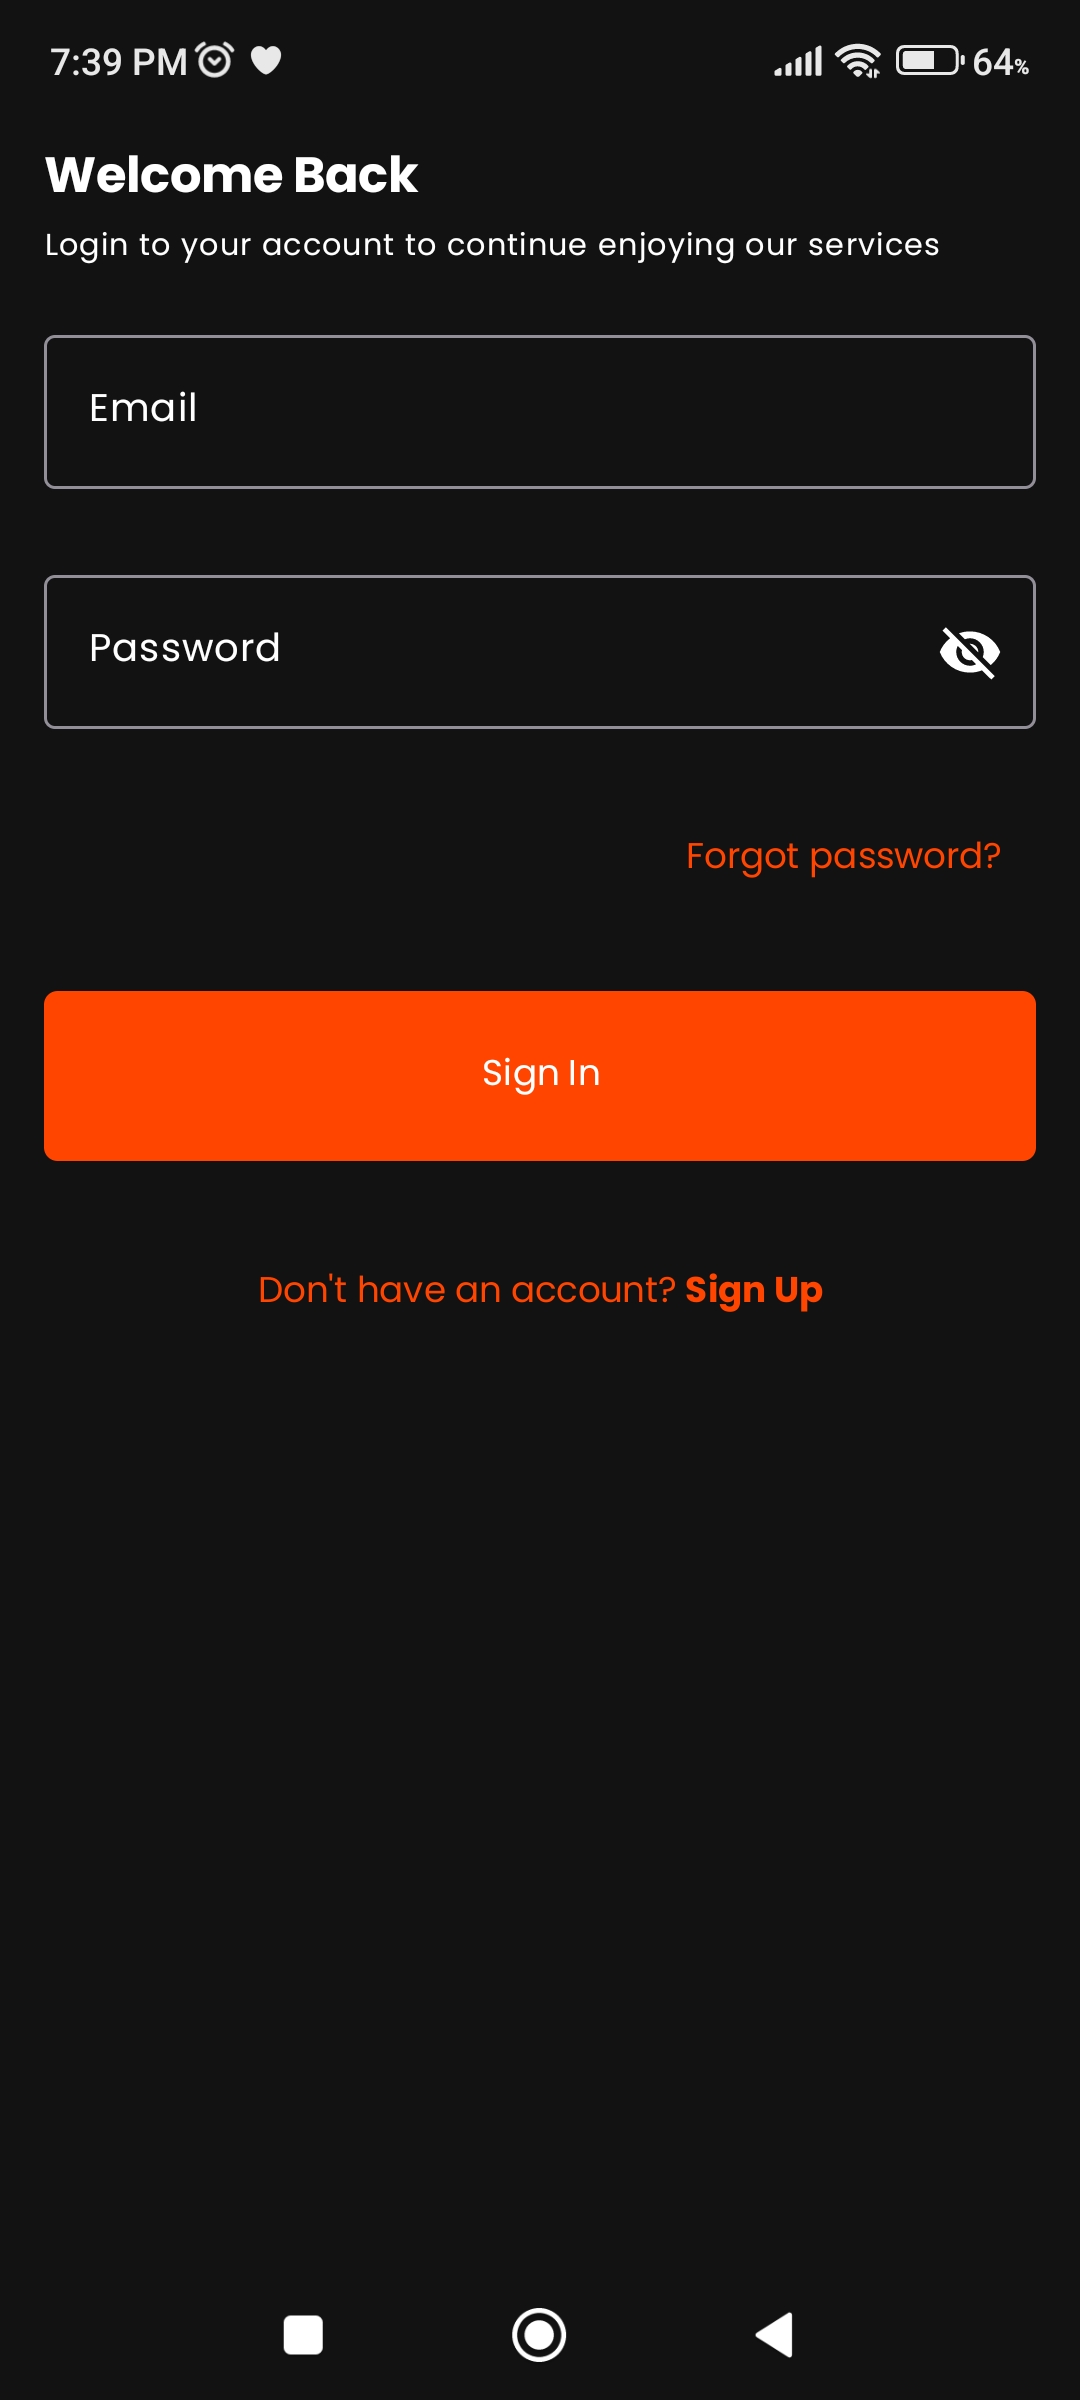 7:39 PM 64%
Welcome Back
Login to your account to continue enjoying our services
Email
Password
Forgot password?
Sign In
Don't have an account? Sign Up